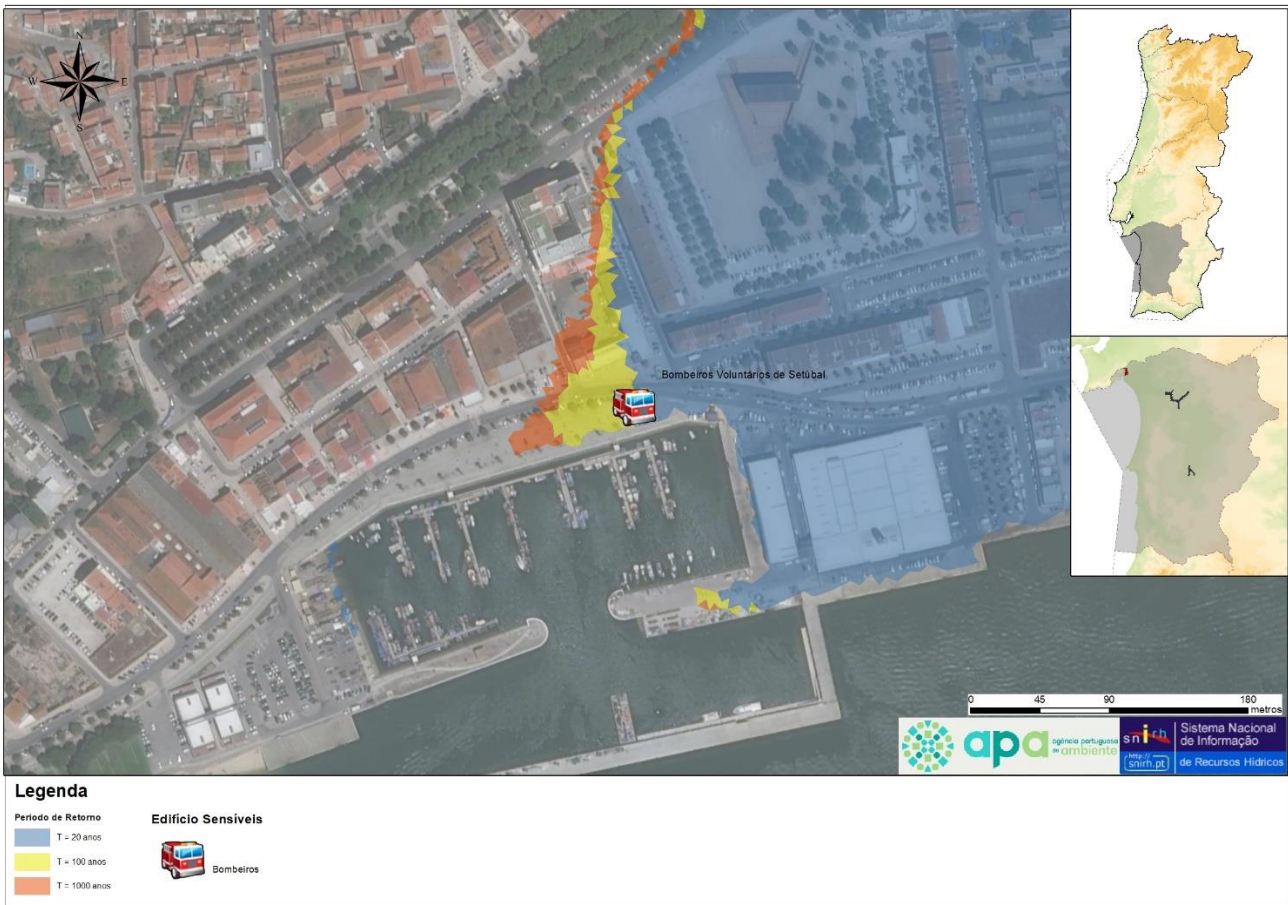 N
W
E
S
Bombeiros Voluntários de Setúbal
0 45 90 180
metros
apa
agência portuguesa
do ambiente
snirh
http://
snirh.pt
Sistema Nacional
de Informação
de Recursos Hídricos
Legenda
Período de Retorno
T = 20 anos
T = 100 anos
T = 1000 anos
Edifício Sensíveis
Bombeiros